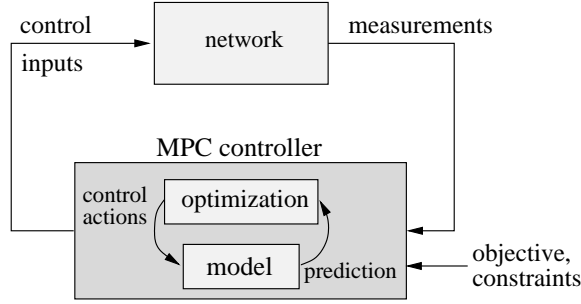 control
inputs
network
measurements
MPC controller
control
actions
optimization
model
prediction
objective,
constraints